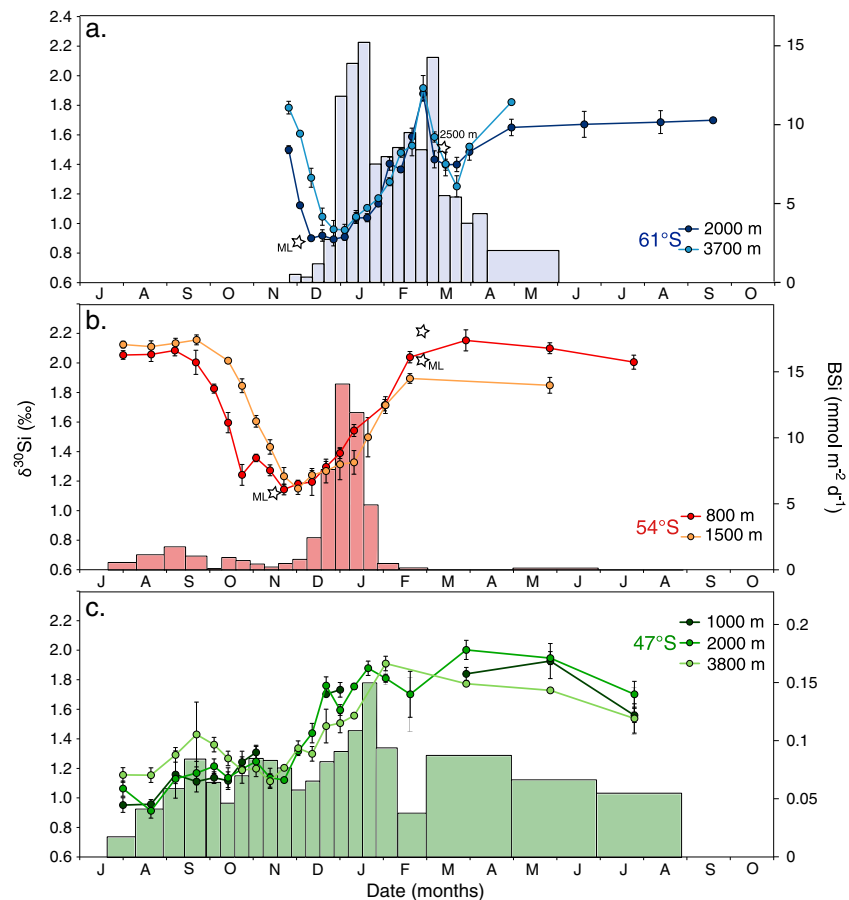 a.
2.4
2.2
2.0
1.8
1.6
1.4
1.2
1.0
0.8
0.6
15
10
5
0
2500 m
ML
61°S
2000 m
3700 m
J A S O N D J F M A M J J A S O
b.
2.2
2.0
1.8
1.6
1.4
1.2
1.0
0.8
0.6
15
10
5
0
ML
ML
54°S
800 m
1500 m
J A S O N D J F M A M J J A S O
δ³⁰Si (‰)
BSi (mmol m⁻² d⁻¹)
c.
2.2
2.0
1.8
1.6
1.4
1.2
1.0
0.8
0.6
0.2
0.15
0.1
0.05
0
47°S
1000 m
2000 m
3800 m
J A S O N D J F M A M J J A S O
Date (months)